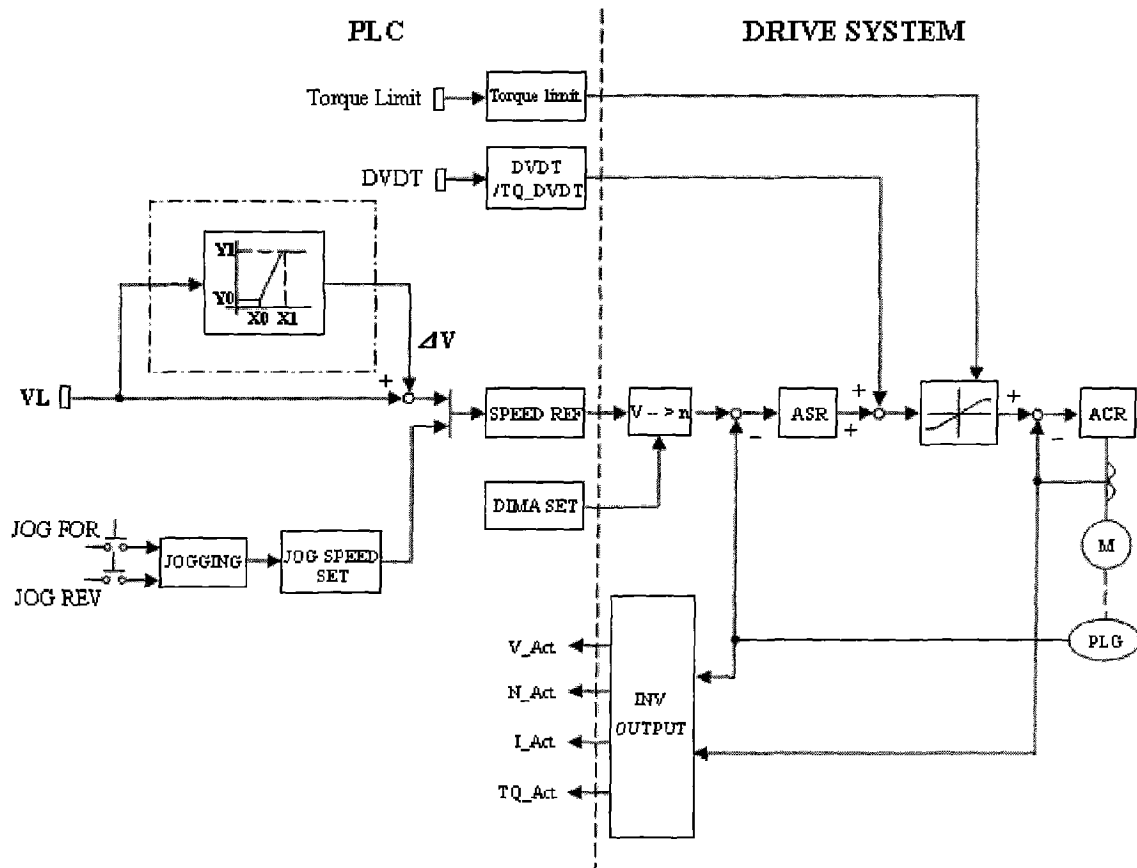 PLC
DRIVE SYSTEM
Torque Limit
Torque limit
DVDT
DVDT
/TQ_DVDT
Y1
Y0
X0 X1
ΔV
VL
+
SPEED REF
V -> n
-
ASR
+
+
+
-
ACR
DIMA SET
JOG FOR
JOG REV
JOGGING
JOG SPEED
SET
M
PLG
V_Act
N_Act
I_Act
TQ_Act
INV
OUTPUT